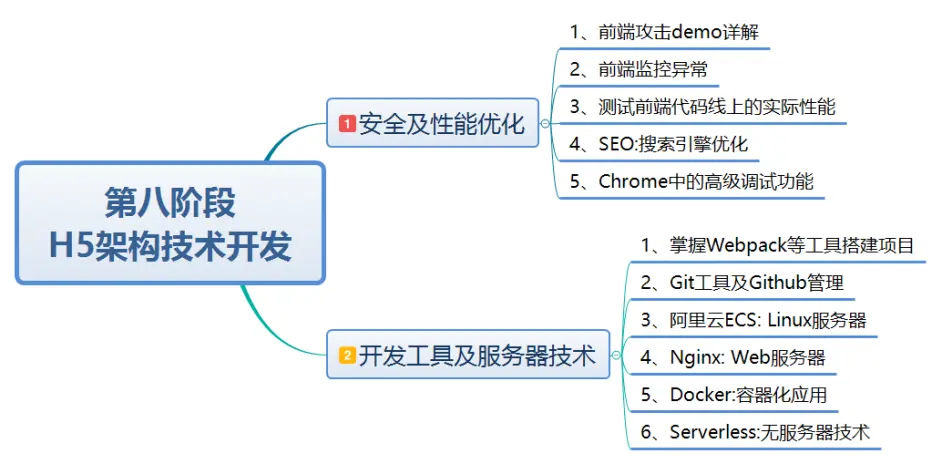 第八阶段
H5架构技术开发
1 安全及性能优化
1、前端攻击demo详解
2、前端监控异常
3、测试前端代码线上的实际性能
4、SEO:搜索引擎优化
5、Chrome中的高级调试功能
2 开发工具及服务器技术
1、掌握Webpack等工具搭建项目
2、Git工具及Github管理
3、阿里云ECS: Linux服务器
4、Nginx: Web服务器
5、Docker:容器化应用
6、Serverless:无服务器技术